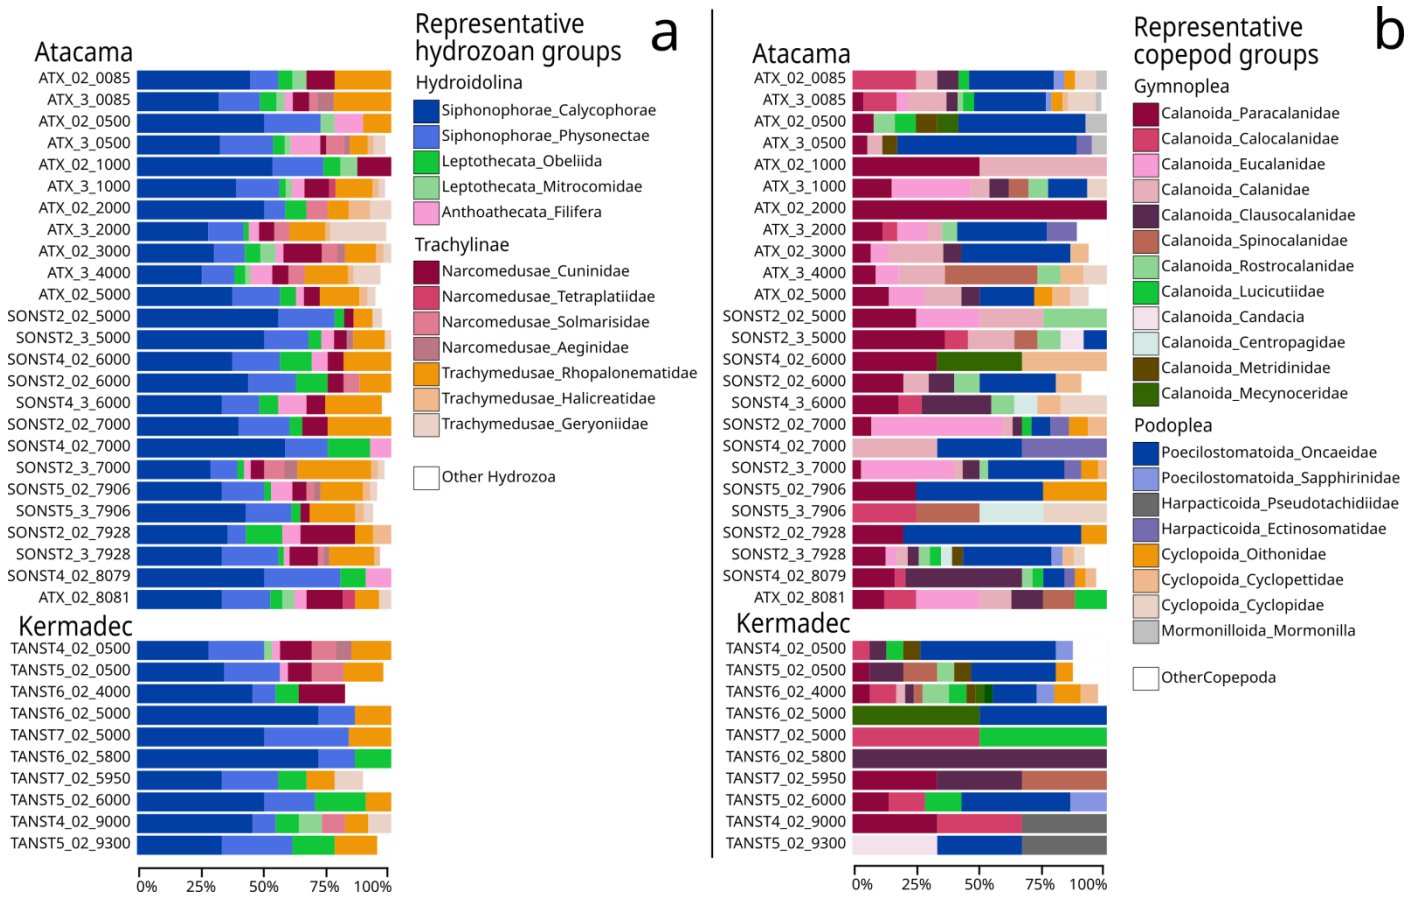 Representative
hydrozoan groups
a
Atacama
ATX_02_0085
ATX_3_0085
ATX_02_0500
ATX_3_0500
ATX_02_1000
ATX_3_1000
ATX_02_2000
ATX_3_2000
ATX_02_3000
ATX_3_4000
ATX_02_5000
SONST2_02_5000
SONST2_3_5000
SONST4_02_6000
SONST2_02_6000
SONST4_3_6000
SONST2_02_7000
SONST4_02_7000
SONST2_3_7000
SONST5_02_7906
SONST5_3_7906
SONST2_02_7928
SONST2_3_7928
SONST4_02_8079
ATX_02_8081
Kermadec
TANST4_02_0500
TANST5_02_0500
TANST6_02_4000
TANST6_02_5000
TANST7_02_5000
TANST6_02_5800
TANST7_02_5950
TANST5_02_6000
TANST4_02_9000
TANST5_02_9300
0% 25% 50% 75% 100%
Hydroidolina
Siphonophorae_Calycophorae
Siphonophorae_Physonectae
Leptothecata_Obeliida
Leptothecata_Mitrocomidae
Anthoathecata_Filifera
Trachylinae
Narcomedusae_Cuninidae
Narcomedusae_Tetraplatiidae
Narcomedusae_Solmarisidae
Narcomedusae_Aeginidae
Trachymedusae_Rhopalonematidae
Trachymedusae_Halicreatidae
Trachymedusae_Geryoniidae
Other Hydrozoa
Representative
copepod groups
b
Atacama
ATX_02_0085
ATX_3_0085
ATX_02_0500
ATX_3_0500
ATX_02_1000
ATX_3_1000
ATX_02_2000
ATX_3_2000
ATX_02_3000
ATX_3_4000
ATX_02_5000
SONST2_02_5000
SONST2_3_5000
SONST4_02_6000
SONST2_02_6000
SONST4_3_6000
SONST2_02_7000
SONST4_02_7000
SONST2_3_7000
SONST5_02_7906
SONST5_3_7906
SONST2_02_7928
SONST2_3_7928
SONST4_02_8079
ATX_02_8081
Kermadec
TANST4_02_0500
TANST5_02_0500
TANST6_02_4000
TANST6_02_5000
TANST7_02_5000
TANST6_02_5800
TANST7_02_5950
TANST5_02_6000
TANST4_02_9000
TANST5_02_9300
0% 25% 50% 75% 100%
Gymnoplea
Calanoida_Paracalanidae
Calanoida_Calocalanidae
Calanoida_Eucalanidae
Calanoida_Calanidae
Calanoida_Clausocalanidae
Calanoida_Spinocalanidae
Calanoida_Rostrocalanidae
Calanoida_Lucicutiidae
Calanoida_Candacia
Calanoida_Centropagidae
Calanoida_Metridinidae
Calanoida_Mecynoceridae
Podoplea
Poecilostomatoida_Oncaeidae
Poecilostomatoida_Sapphirinidae
Harpacticoida_Pseudotachidiidae
Harpacticoida_Ectinosomatidae
Cyclopoida_Oithonidae
Cyclopoida_Cyclopettidae
Cyclopoida_Cyclopidae
Mormonilloida_Mormonilla
OtherCopepoda